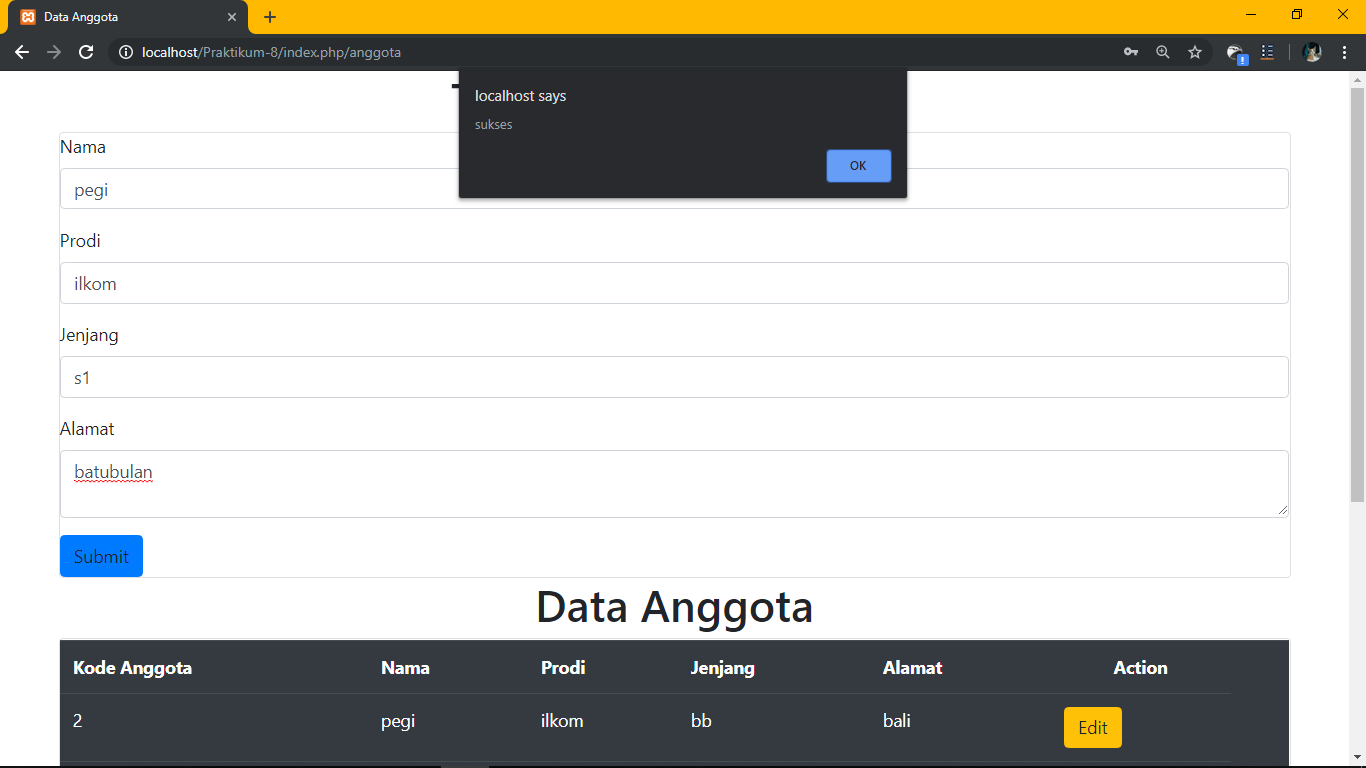 Data Anggota
localhost/Praktikum-8/index.php/anggota
localhost says
sukses
OK
Nama
pegi
Prodi
ilkom
Jenjang
s1
Alamat
batubulan
Submit
Data Anggota
Kode Anggota Nama Prodi Jenjang Alamat Action
2 pegi ilkom bb bali Edit